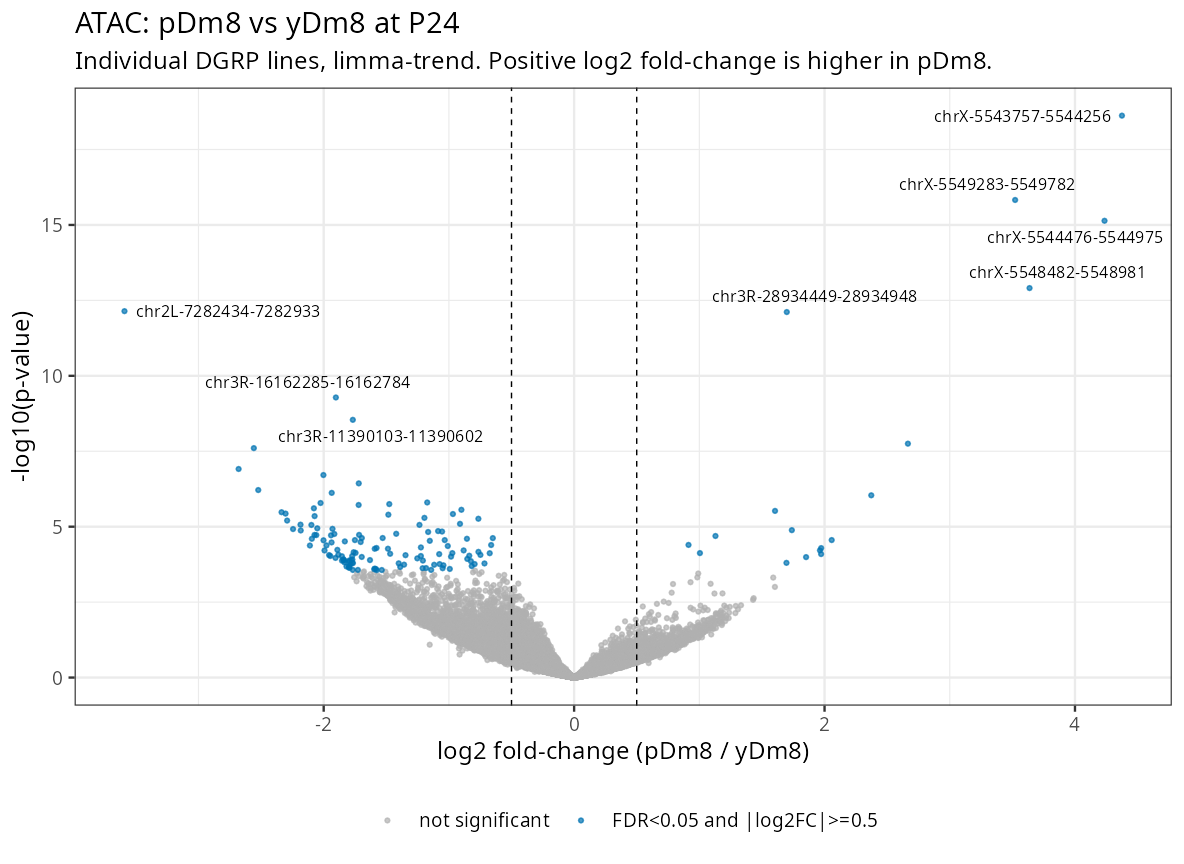 ATAC: pDm8 vs yDm8 at P24
Individual DGRP lines, limma-trend. Positive log2 fold-change is higher in pDm8.
chrX-5543757-5544256
chrX-5549283-5549782
chrX-5544476-5544975
chrX-5548482-5548981
chr3R-28934449-28934948
chr2L-7282434-7282933
chr3R-16162285-16162784
chr3R-11390103-11390602
-log10(p-value)
15
10
5
0
-2
0
2
4
log2 fold-change (pDm8 / yDm8)
not significant
FDR<0.05 and |log2FC|>=0.5